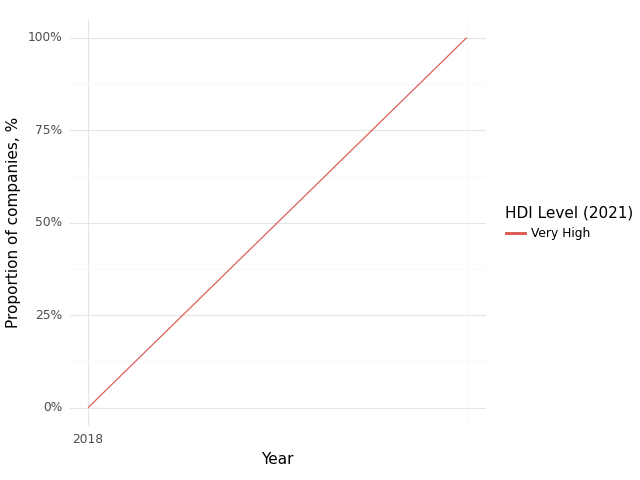 100%
75%
50%
25%
0%
Proportion of companies, %
2018
Year
HDI Level (2021)
Very High